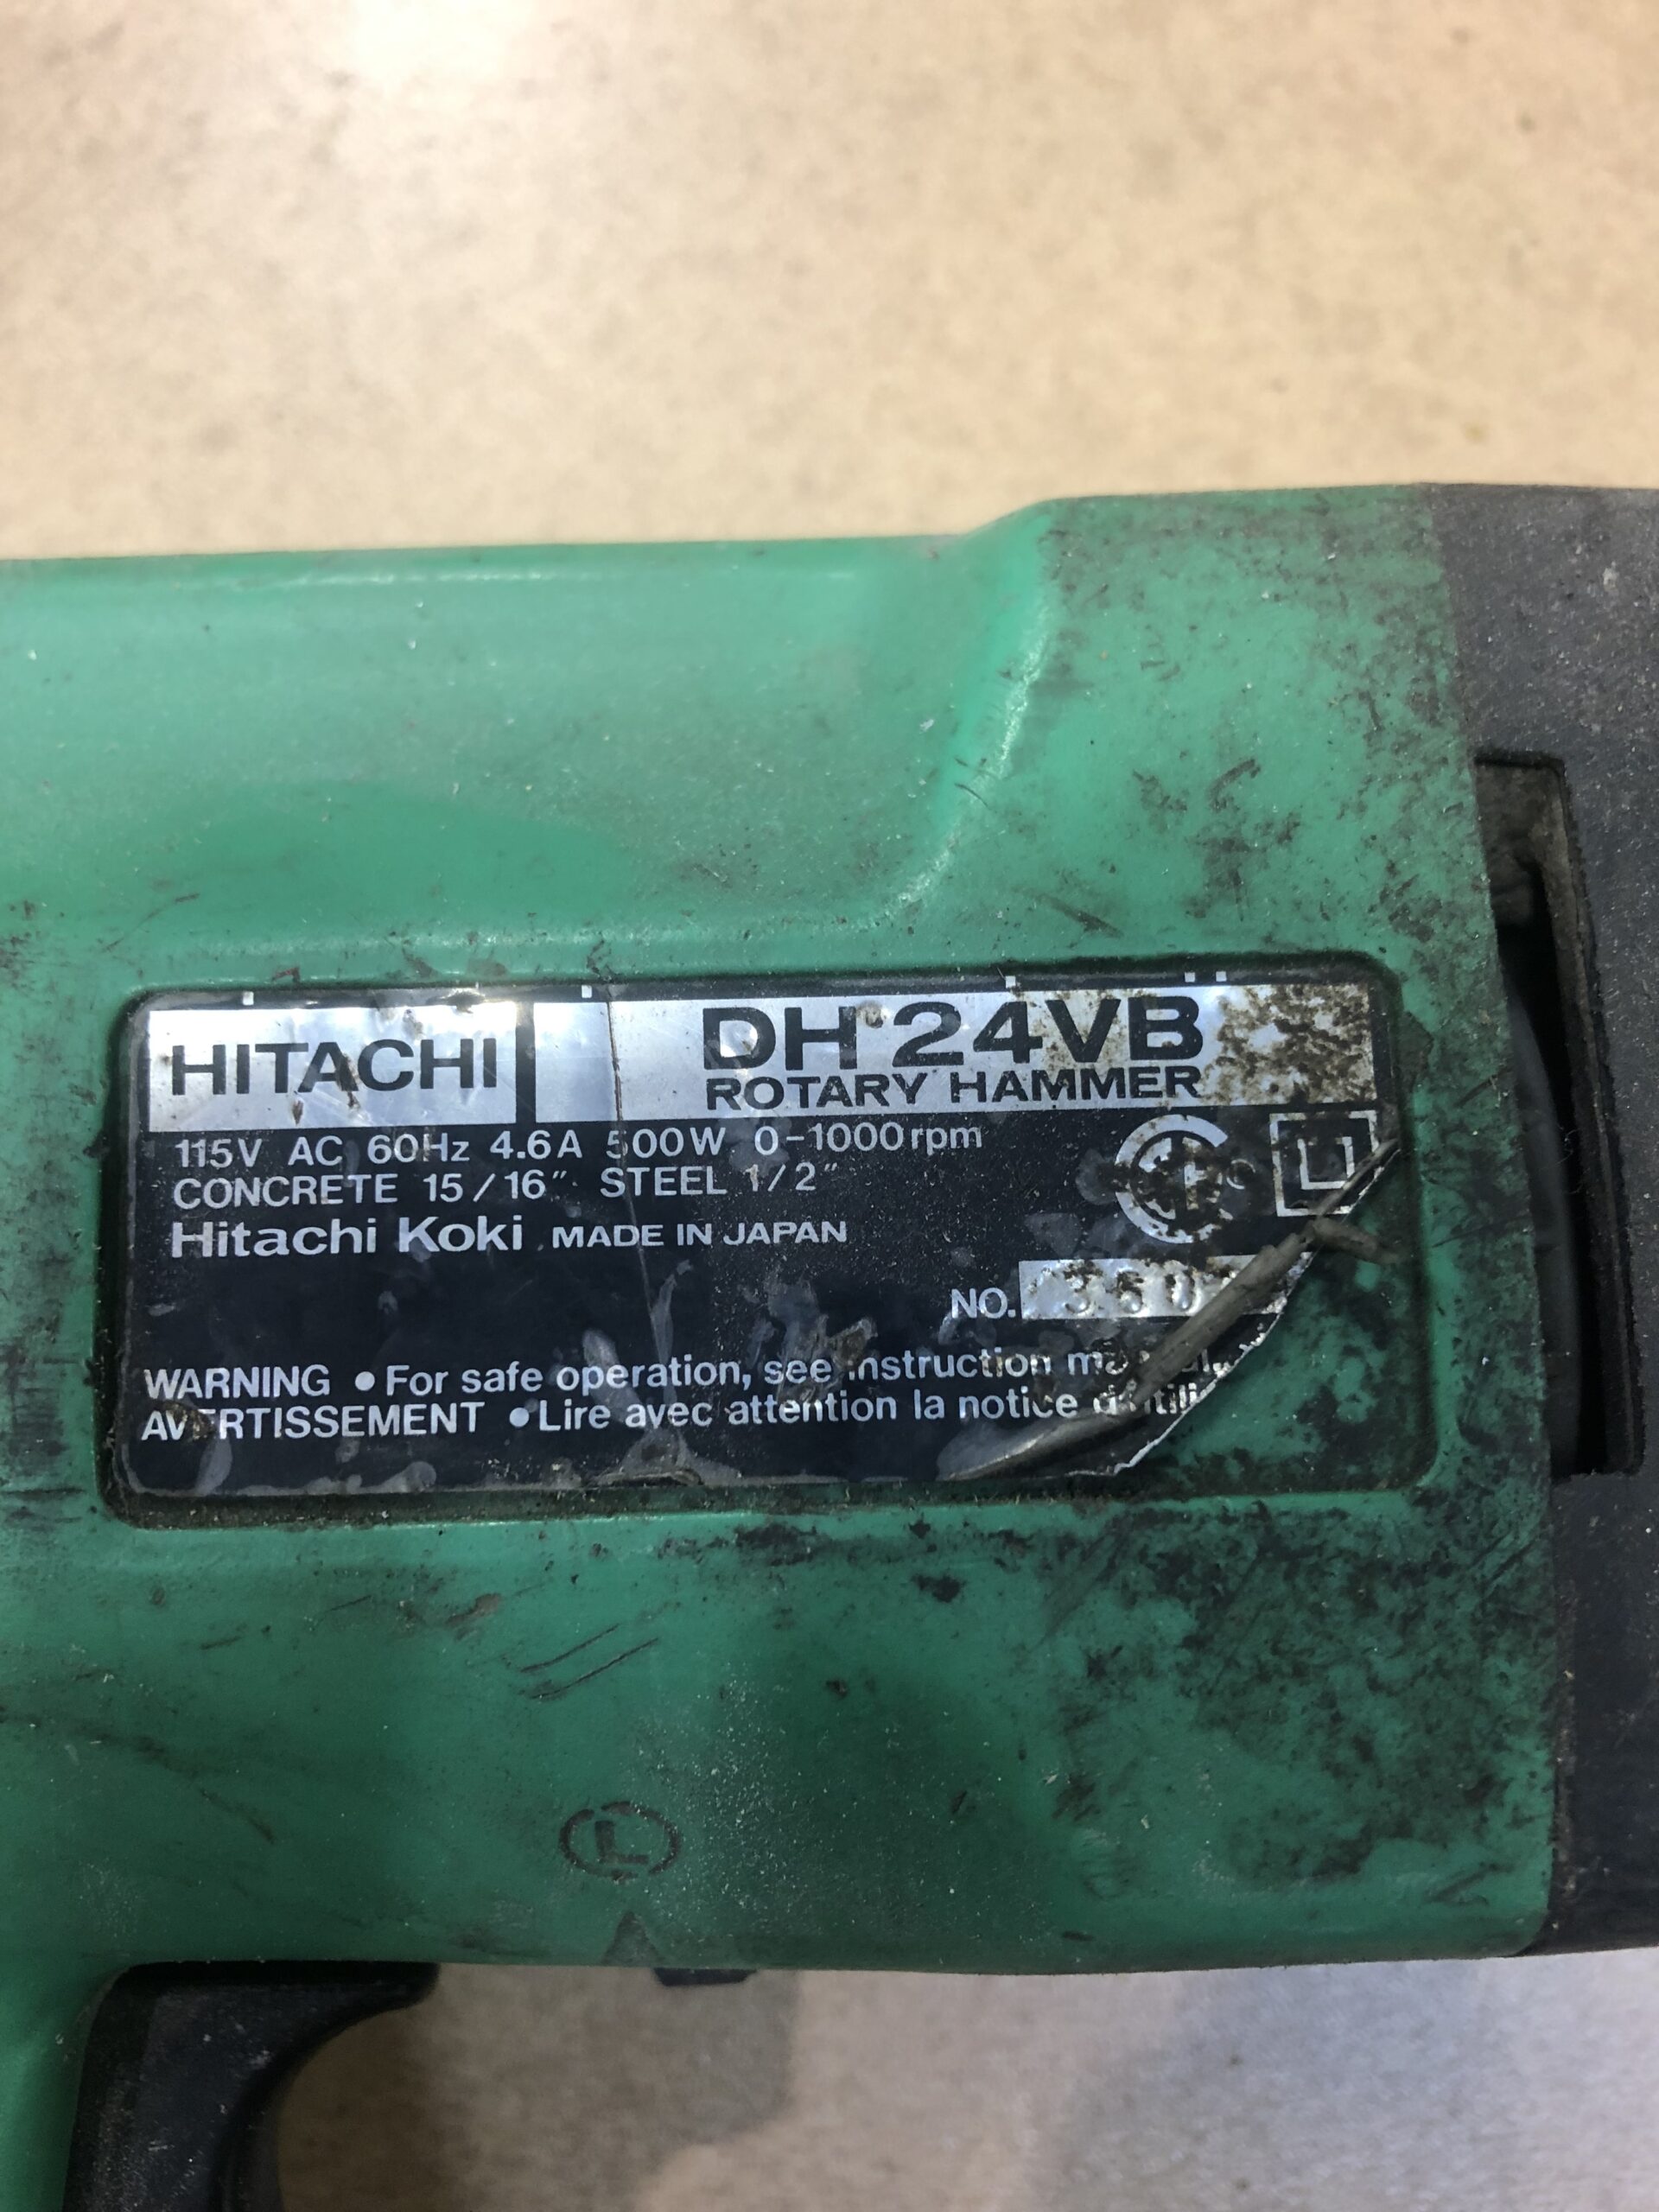 HITACHI
DH 24VB
ROTARY HAMMER
115V AC 60Hz 4.6A 500W 0-1000rpm
CONCRETE 15/16″ STEEL 1/2″
Hitachi Koki MADE IN JAPAN
NO.
WARNING ● For safe operation, see instruction
AVERTISSEMENT ● Lire avec attention la notice
L